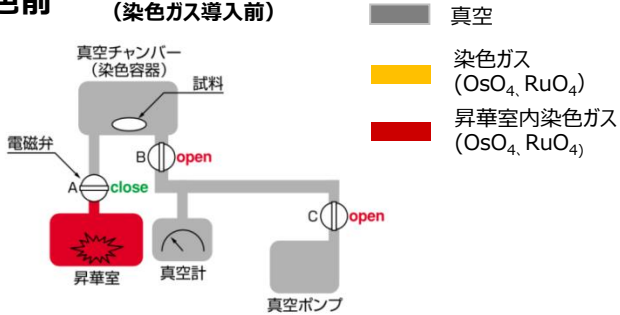 (染色ガス導入前)
真空
真空チャンバー
(染色容器)
試料
染色ガス
(OsO₄、RuO₄)
昇華室内染色ガス
(OsO₄、RuO₄)
電磁弁
B open
A close
C open
昇華室
真空計
真空ポンプ